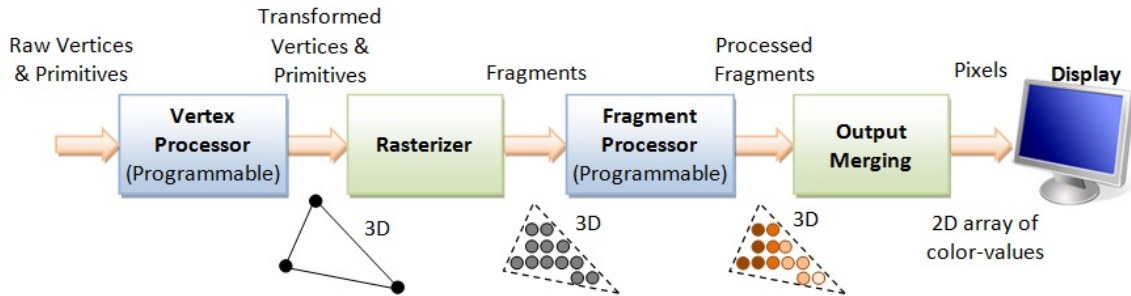 Raw Vertices
& Primitives
Transformed
Vertices &
Primitives
Fragments
Processed
Fragments
Pixels
Display
Vertex
Processor
(Programmable)
Rasterizer
Fragment
Processor
(Programmable)
Output
Merging
3D
3D
3D
2D array of
color-values